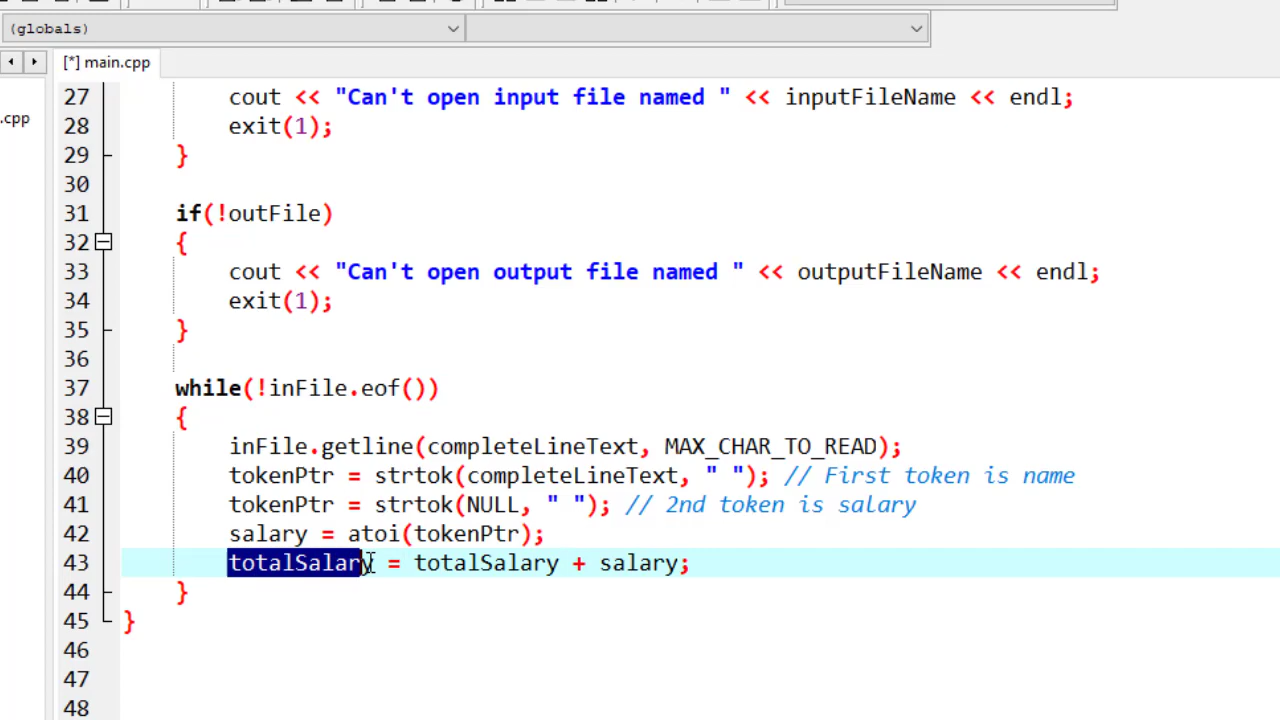 (globals)
[*] main.cpp
.cpp
27 cout << "Can't open input file named " << inputFileName << endl;
28 exit(1);
29 }
30
31 if(!outFile)
32 {
33 cout << "Can't open output file named " << outputFileName << endl;
34 exit(1);
35 }
36
37 while(!inFile.eof())
38 {
39 inFile.getline(completeLineText, MAX_CHAR_TO_READ);
40 tokenPtr = strtok(completeLineText, " "); // First token is name
41 tokenPtr = strtok(NULL, " "); // 2nd token is salary
42 salary = atoi(tokenPtr);
43 totalSalary = totalSalary + salary;
44 }
45 }
46
47
48